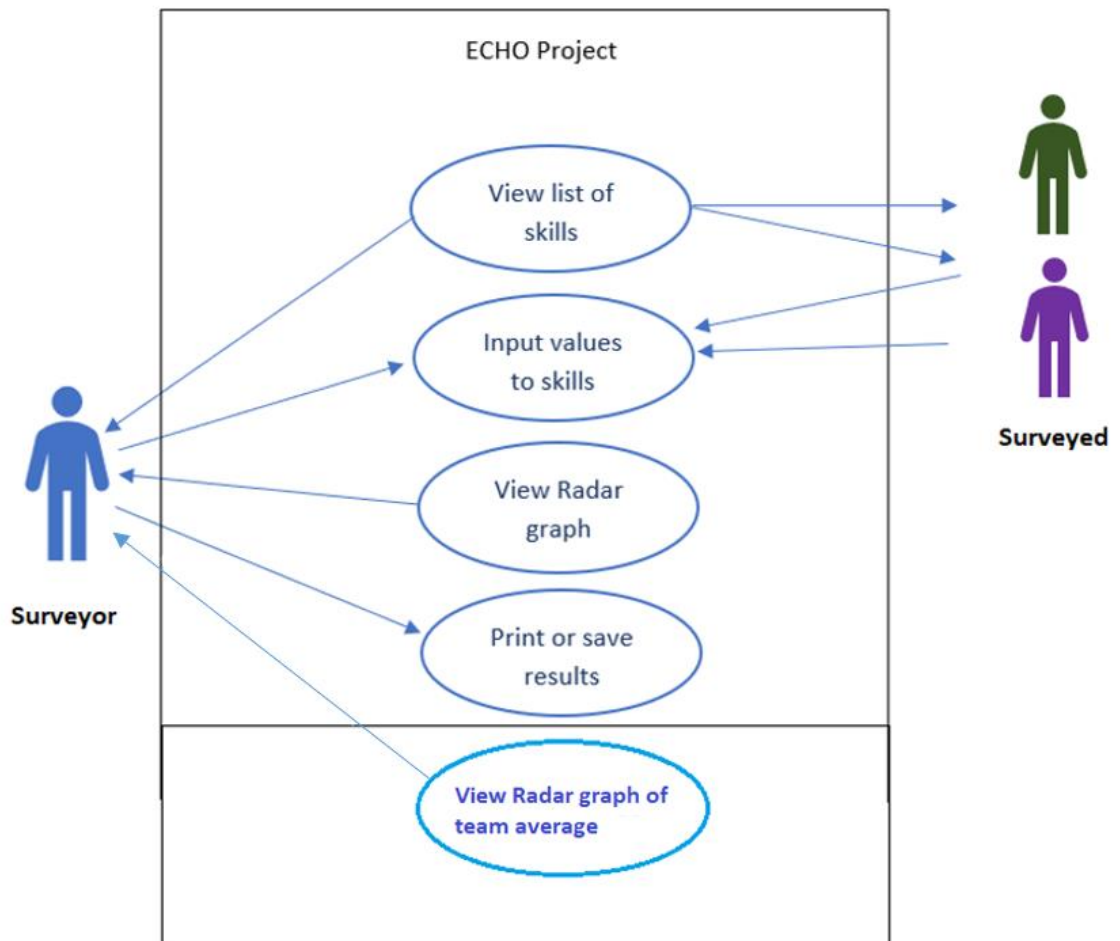 ECHO Project
View list of
skills
Input values
to skills
Surveyed
View Radar
graph
Surveyor
Print or save
results
View Radar graph of
team average